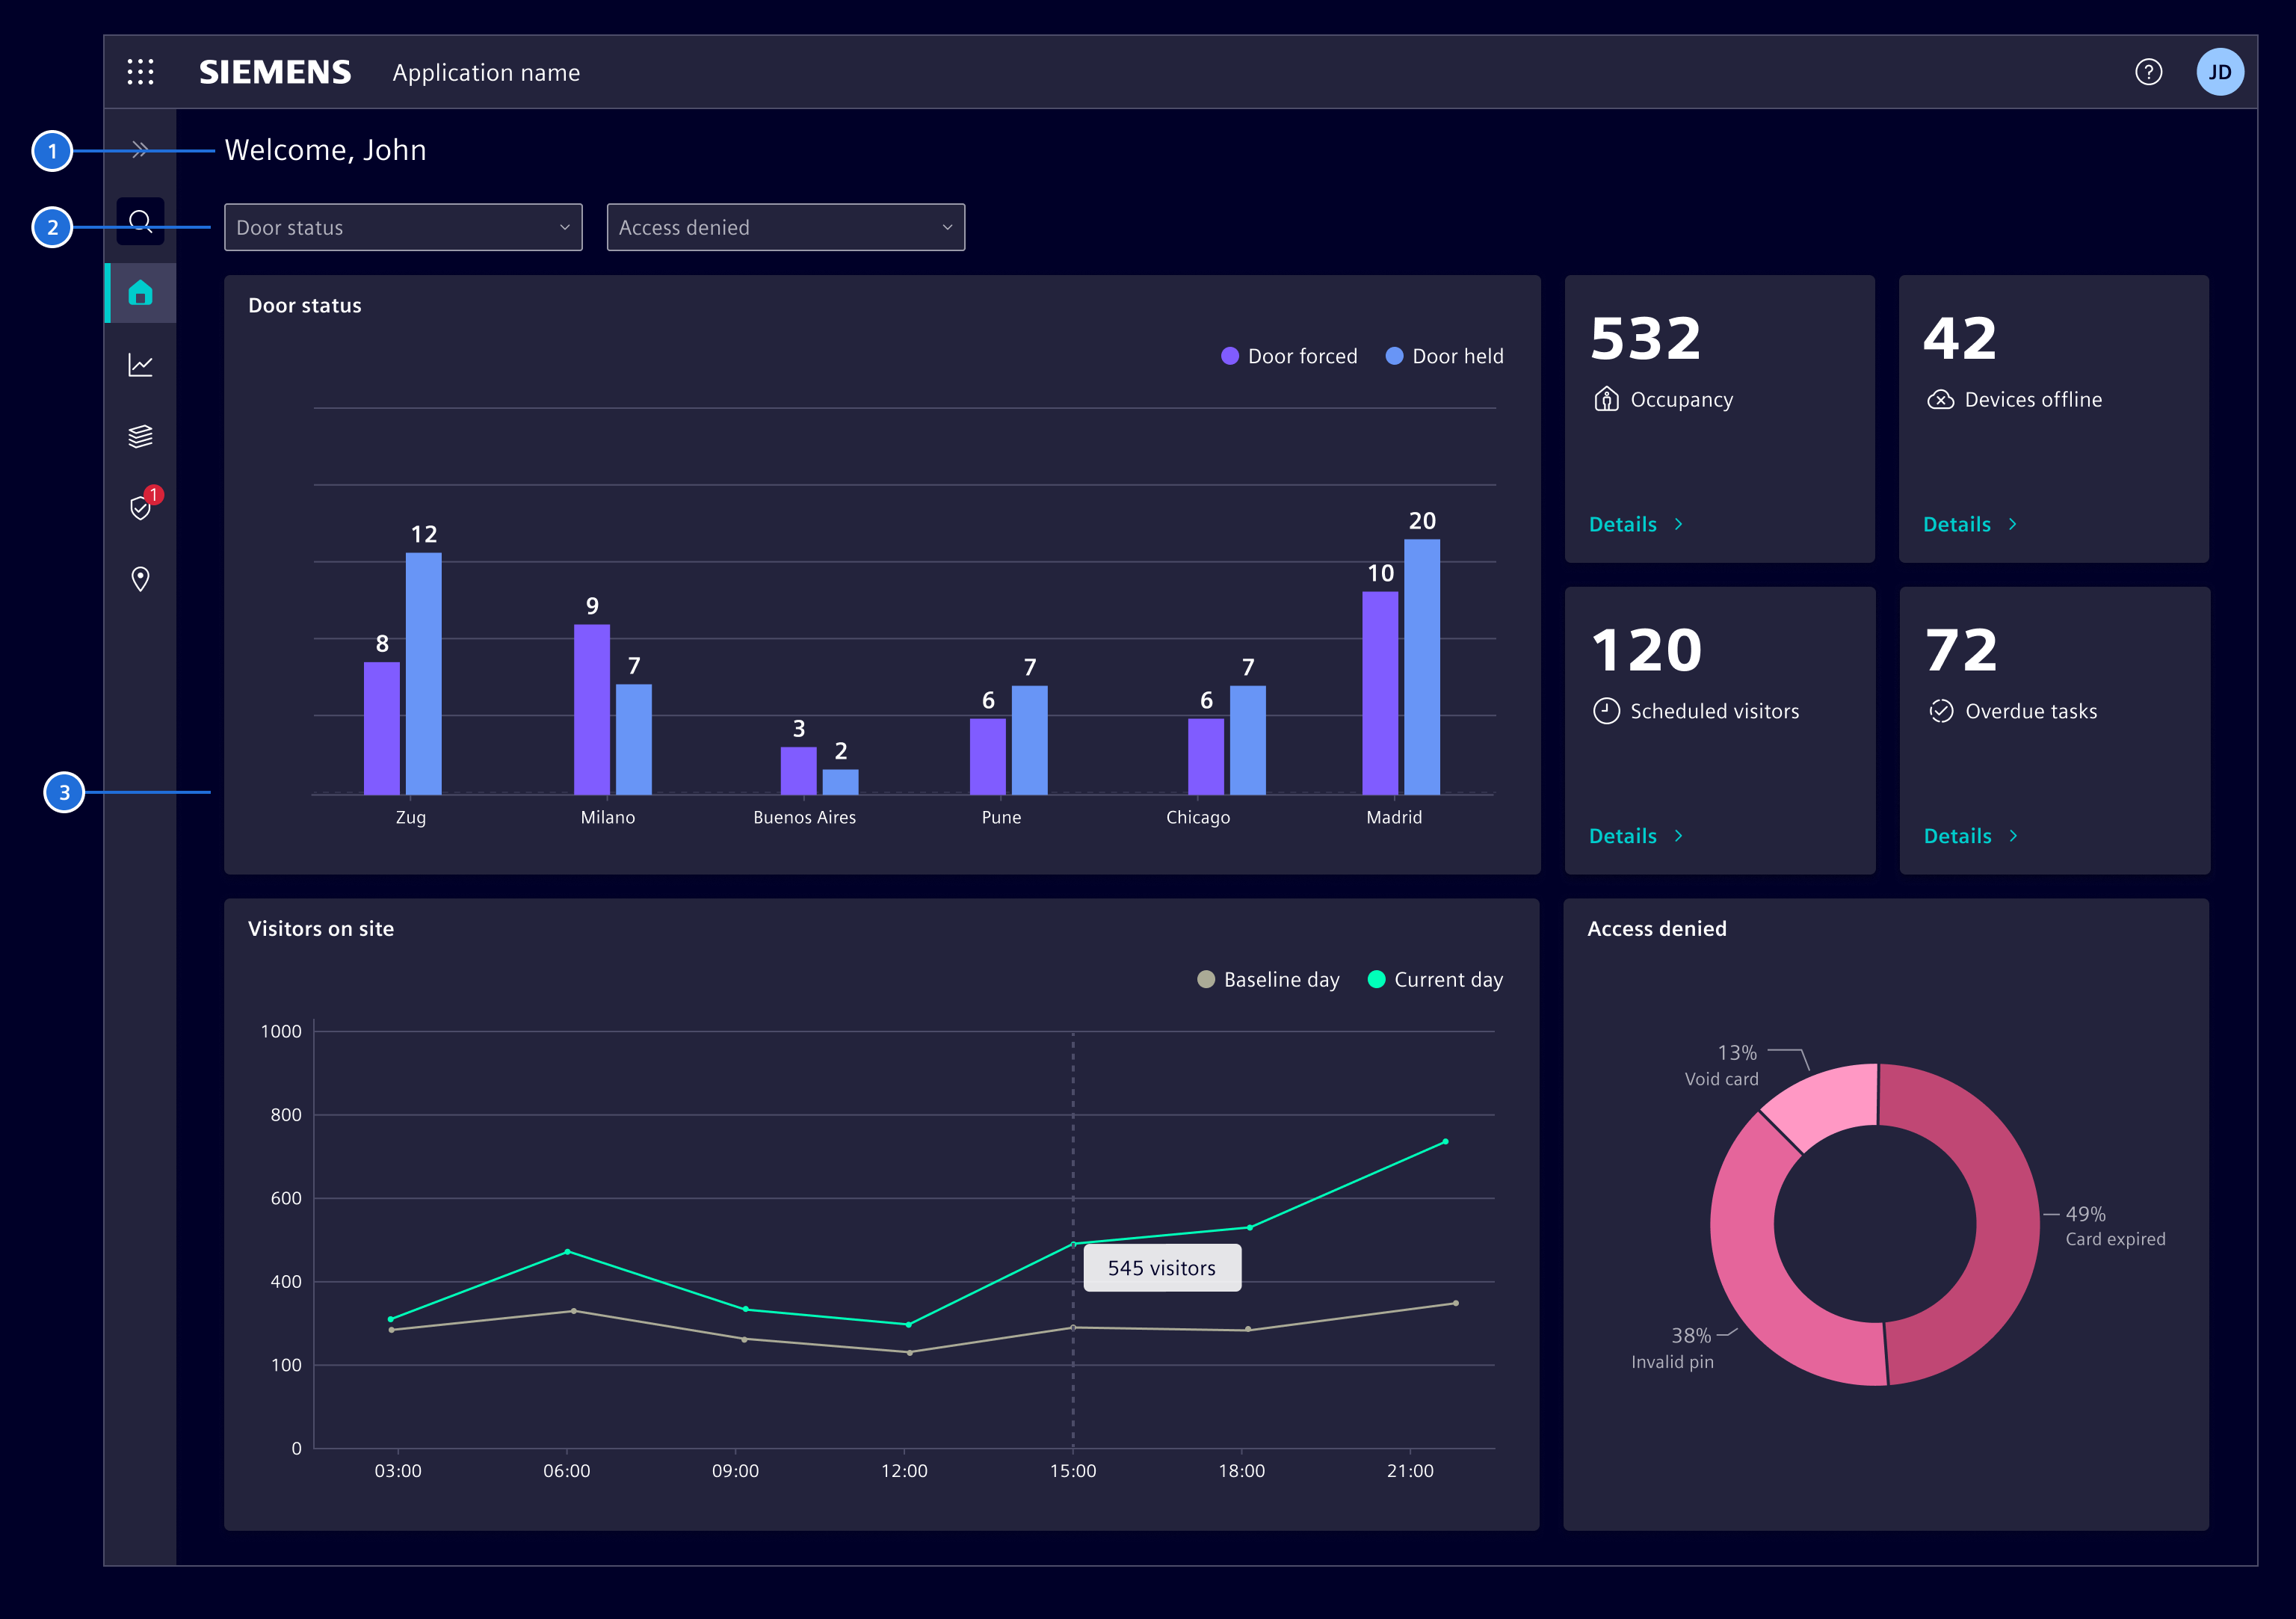 SIEMENS Application name
JD
1
Welcome, John
2
Door status
Access denied
Door status
Door forced Door held
8 12 9 7 3 2 6 7 6 7 10 20
Zug Milano Buenos Aires Pune Chicago Madrid
3
1
532
Occupancy
Details
42
Devices offline
Details
120
Scheduled visitors
Details
72
Overdue tasks
Details
Visitors on site
Baseline day Current day
1000
800
600
400
100
0
545 visitors
03:00 06:00 09:00 12:00 15:00 18:00 21:00
Access denied
13%
Void card
49%
Card expired
38%
Invalid pin